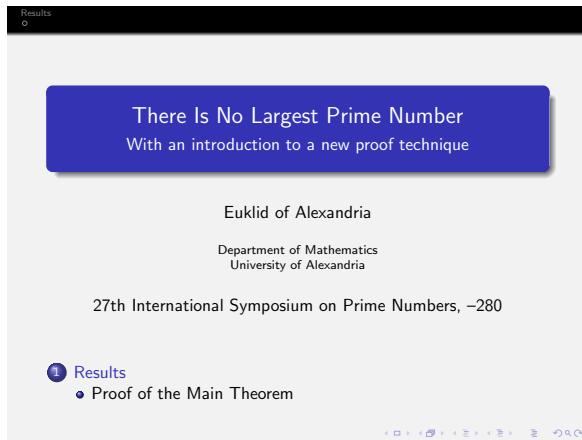 Results
There Is No Largest Prime Number
With an introduction to a new proof technique
Euklid of Alexandria
Department of Mathematics
University of Alexandria
27th International Symposium on Prime Numbers, –280
1 Results
Proof of the Main Theorem